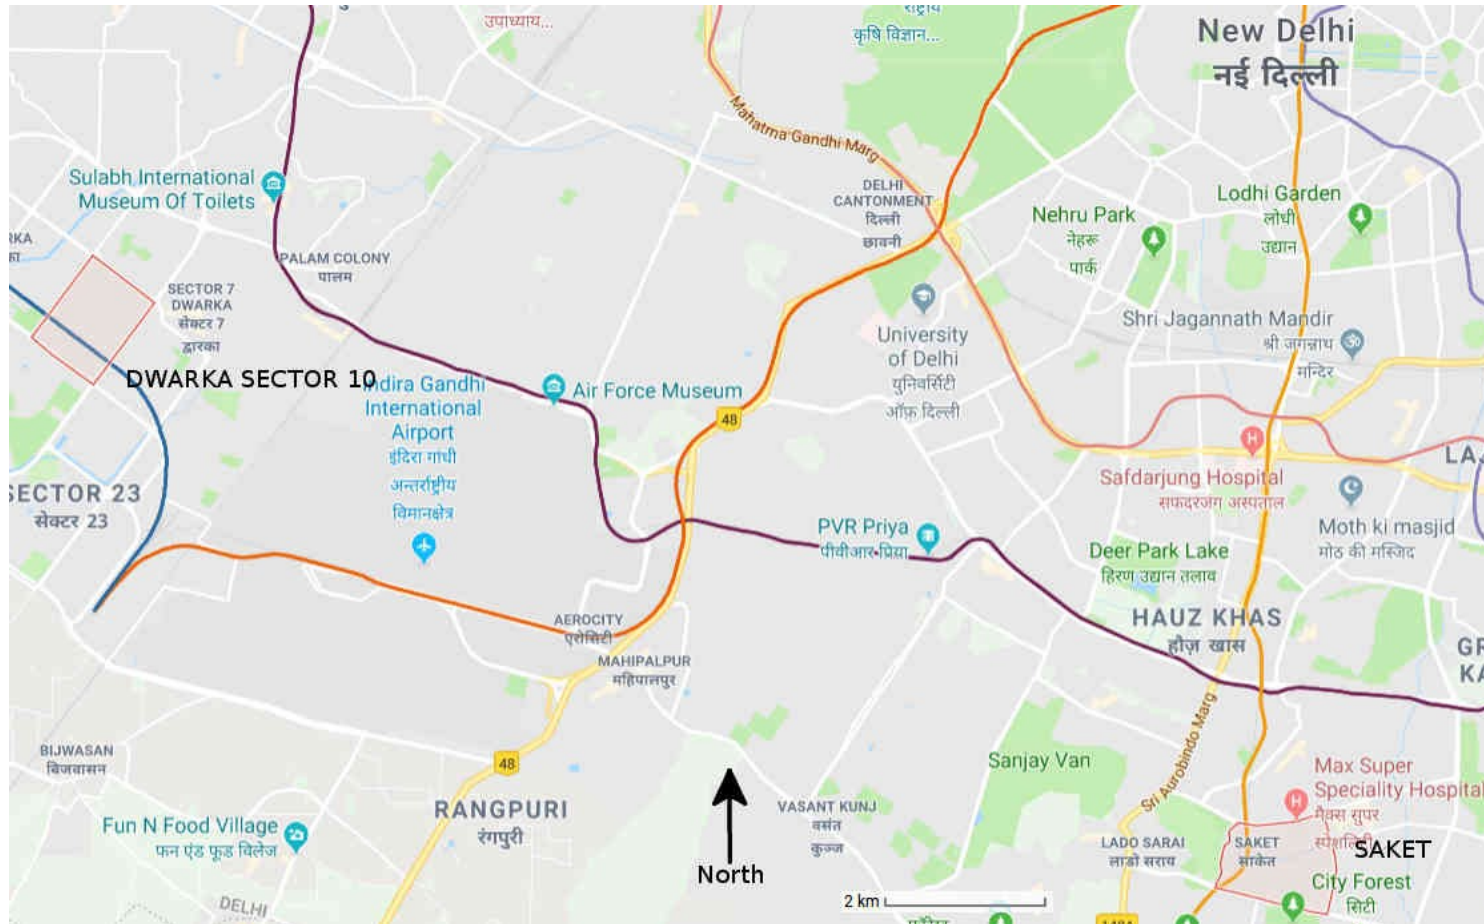 उपाध्याय...
राष्ट्रीय
कृषि विज्ञान...
New Delhi
नई दिल्ली
Mahatma Gandhi Marg
Sulabh International
Museum Of Toilets
DELHI
CANTONMENT
दिल्ली
छावनी
Nehru Park
नेहरू
पार्क
Lodhi Garden
लोधी
उद्यान
PALAM COLONY
पालम
SECTOR 7
DWARKA
सेक्टर 7
द्वारका
DWARKA SECTOR 10
Indira Gandhi
International
Airport
इंदिरा गांधी
अन्तर्राष्ट्रीय
विमानक्षेत्र
Air Force Museum
48
University
of Delhi
युनिवर्सिटी
ऑफ़ दिल्ली
Shri Jagannath Mandir
श्री जगन्नाथ
मन्दिर
Safdarjung Hospital
सफदरजंग अस्पताल
SECTOR 23
सेक्टर 23
PVR Priya
पीवीआर प्रिया
Moth ki masjid
मोठ की मस्जिद
Deer Park Lake
हिरण उद्यान तलाव
HAUZ KHAS
हौज़ खास
AEROCITY
एरोसिटी
MAHIPALPUR
महिपालपुर
Sri Aurobindo Marg
BIJWASAN
बिजवासन
48
RANGPURI
रंगपुरी
Sanjay Van
Max Super
Speciality Hospital
मैक्स सुपर
स्पेशलिटी
Fun N Food Village
फन एंड फूड विलेज
VASANT KUNJ
वसंत
कुञ्ज
LADO SARAI
लाडो सराय
SAKET
साकेत
SAKET
North
City Forest
सिटी
2 km
DELHI